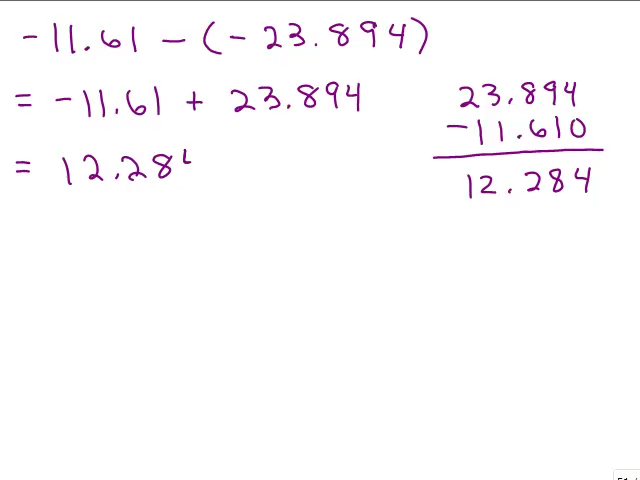 -11.61 - (-23.894)
= -11.61 + 23.894
= 12.28
23.894
-11.610
12.284